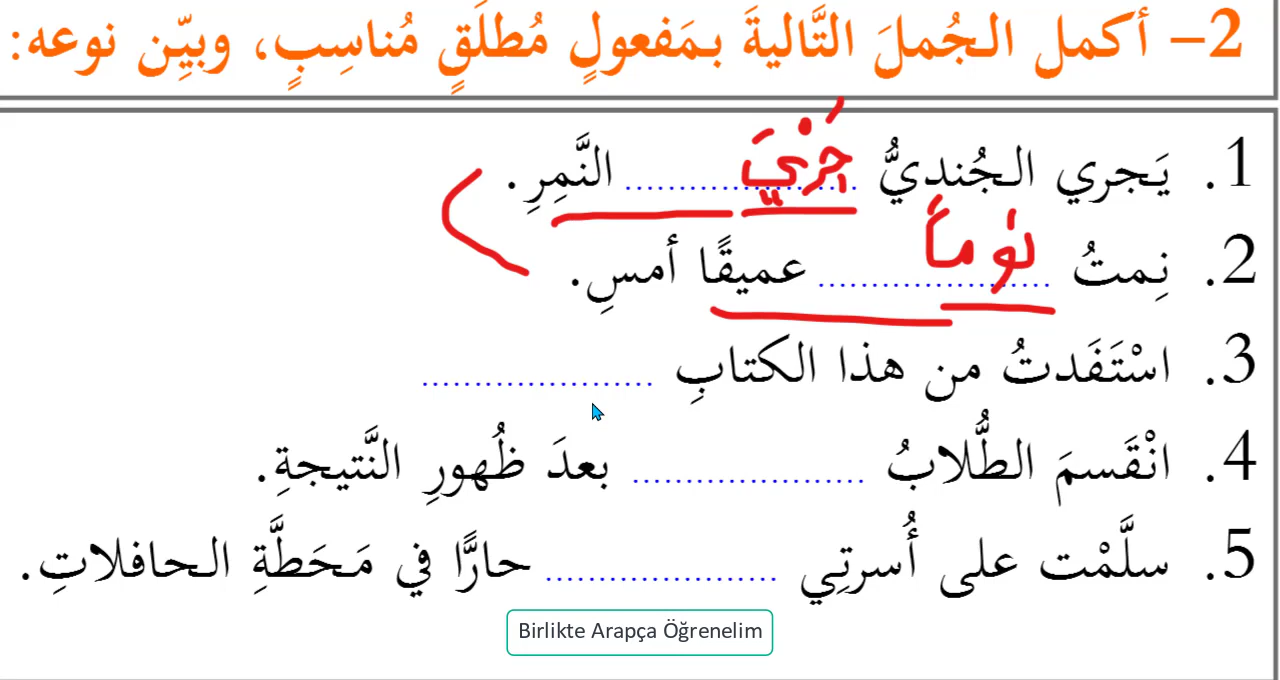 2– أكمل الجُملَ التَّاليةَ بمَفعولٍ مُطلَقٍ مُناسِبٍ، وبيِّن نوعه:
1. يَجري الجُنديُّ جَرْيَ ..................... النَّمِرِ.
2. نِمتُ نوماً ..................... عميقًا أمسِ.
3. اسْتَفَدتُ من هذا الكتابِ .....................
4. انْقَسمَ الطُّلابُ ..................... بعدَ ظُهورِ النَّتيجةِ.
5. سلَّمْت على أُسرتِي ..................... حارًّا في مَحَطَّةِ الحافلاتِ.
Birlikte Arapça Öğrenelim